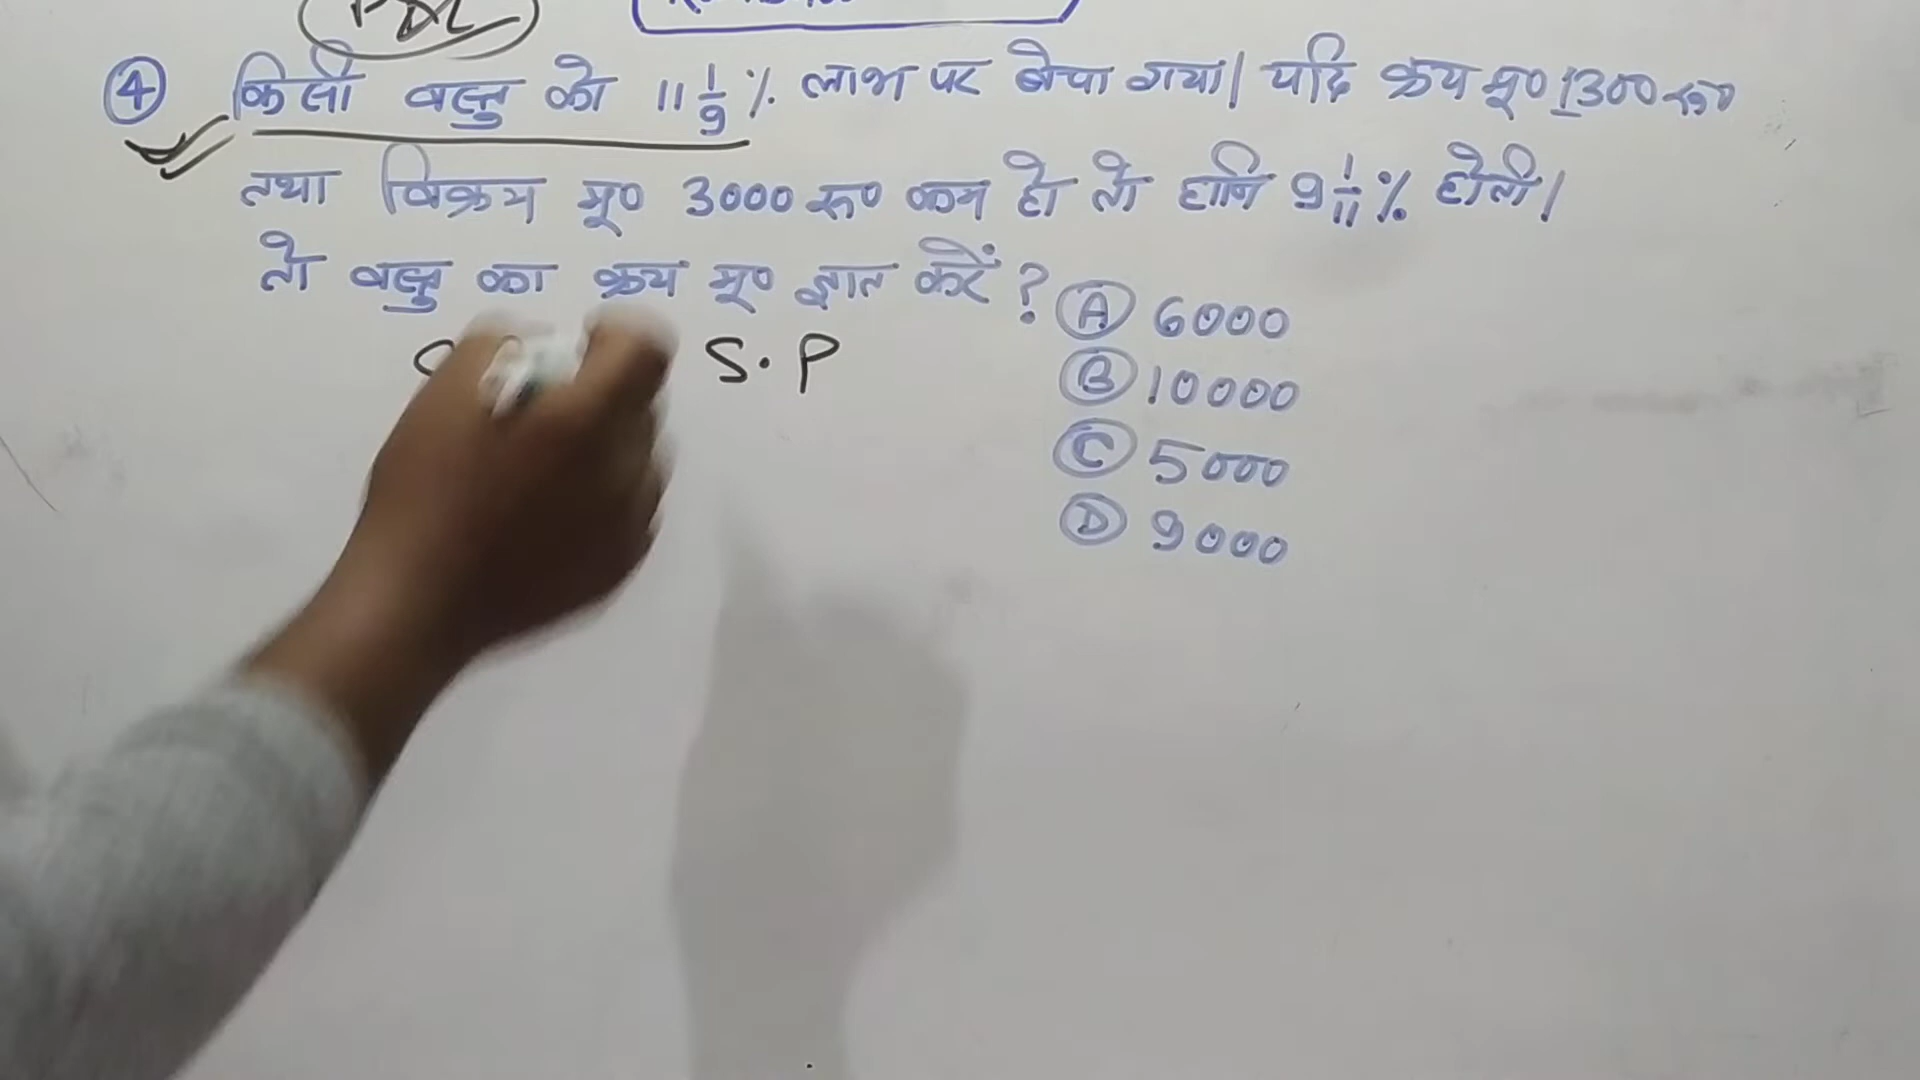 ④ किसी वस्तु को 11 1/9 % लाभ पर बेचा गया। यदि क्रय मू० 1300 रु०
तथा विक्रय मू० 3000 रु० कम हो तो हानि 9 1/11 % होती।
तो वस्तु का क्रय मू० ज्ञात करें ?
Ⓐ 6000
S.P
Ⓑ 10000
Ⓒ 5000
Ⓓ 9000